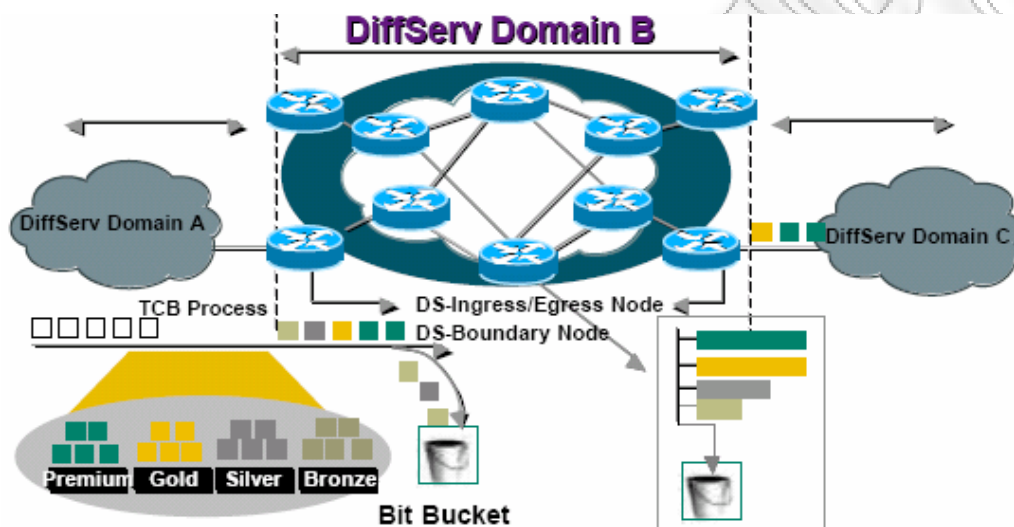 DiffServ Domain B
DiffServ Domain A
DiffServ Domain C
TCB Process
DS-Ingress/Egress Node
DS-Boundary Node
Premium
Gold
Silver
Bronze
Bit Bucket